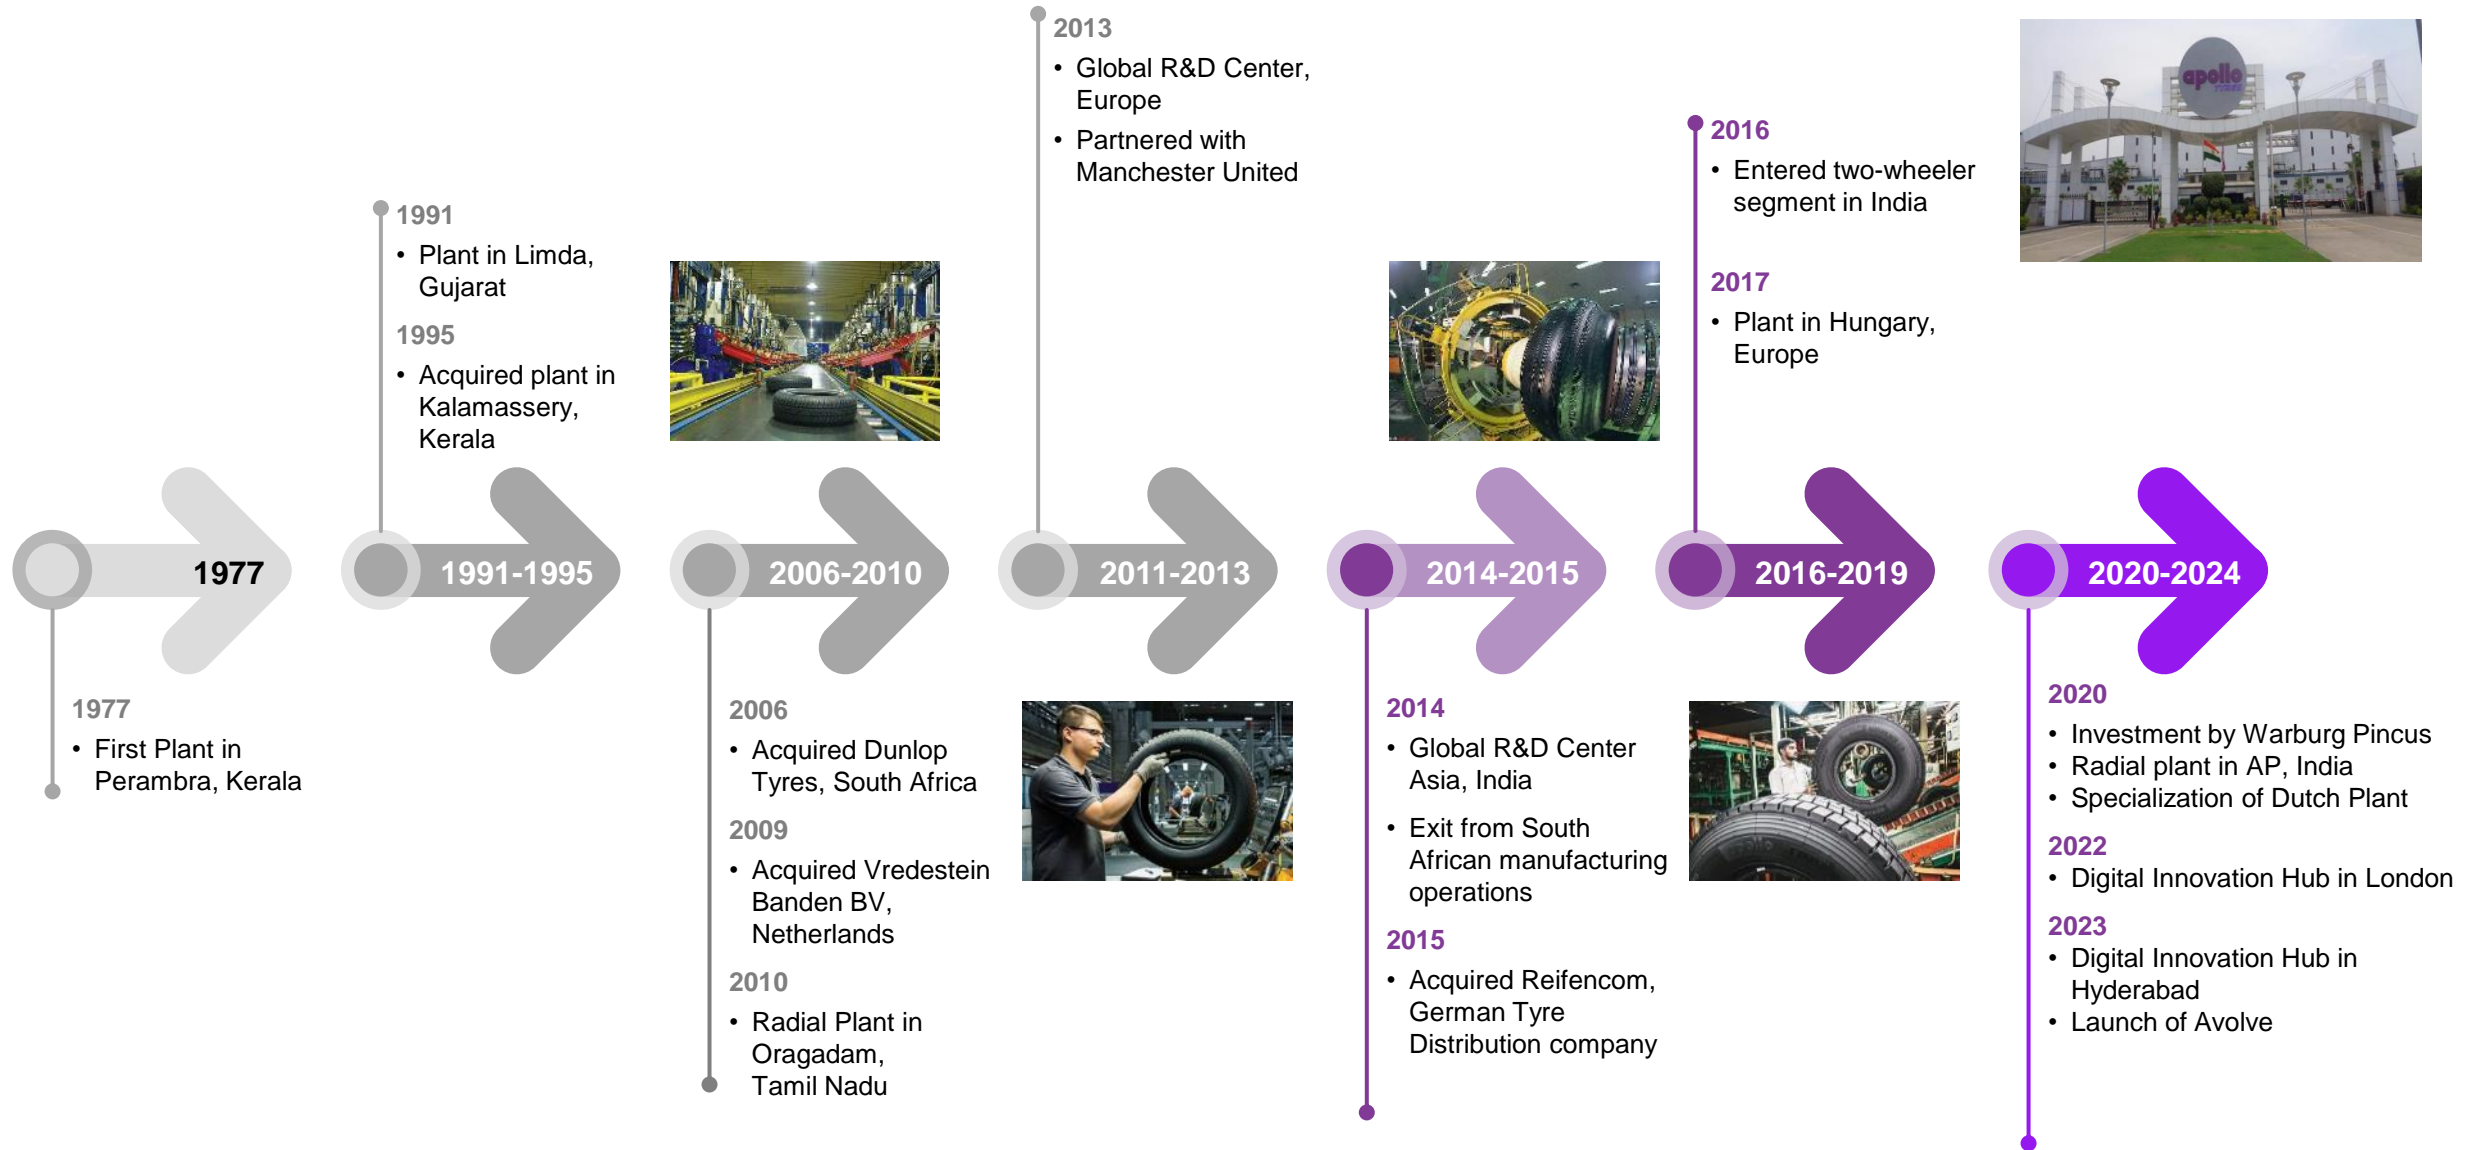 1977
1977
• First Plant in
Perambra, Kerala
1991
• Plant in Limda,
Gujarat
1995
• Acquired plant in
Kalamassery,
Kerala
1991-1995
2006-2010
2006
• Acquired Dunlop
Tyres, South Africa
2009
• Acquired Vredestein
Banden BV,
Netherlands
2010
• Radial Plant in
Oragadam,
Tamil Nadu
2013
• Global R&D Center,
Europe
• Partnered with
Manchester United
2011-2013
2014-2015
2014
• Global R&D Center
Asia, India
• Exit from South
African manufacturing
operations
2015
• Acquired Reifencom,
German Tyre
Distribution company
2016
• Entered two-wheeler
segment in India
2017
• Plant in Hungary,
Europe
2016-2019
apollo
apollo
TYRES
2020-2024
2020
• Investment by Warburg Pincus
• Radial plant in AP, India
• Specialization of Dutch Plant
2022
• Digital Innovation Hub in London
2023
• Digital Innovation Hub in
Hyderabad
• Launch of Avolve